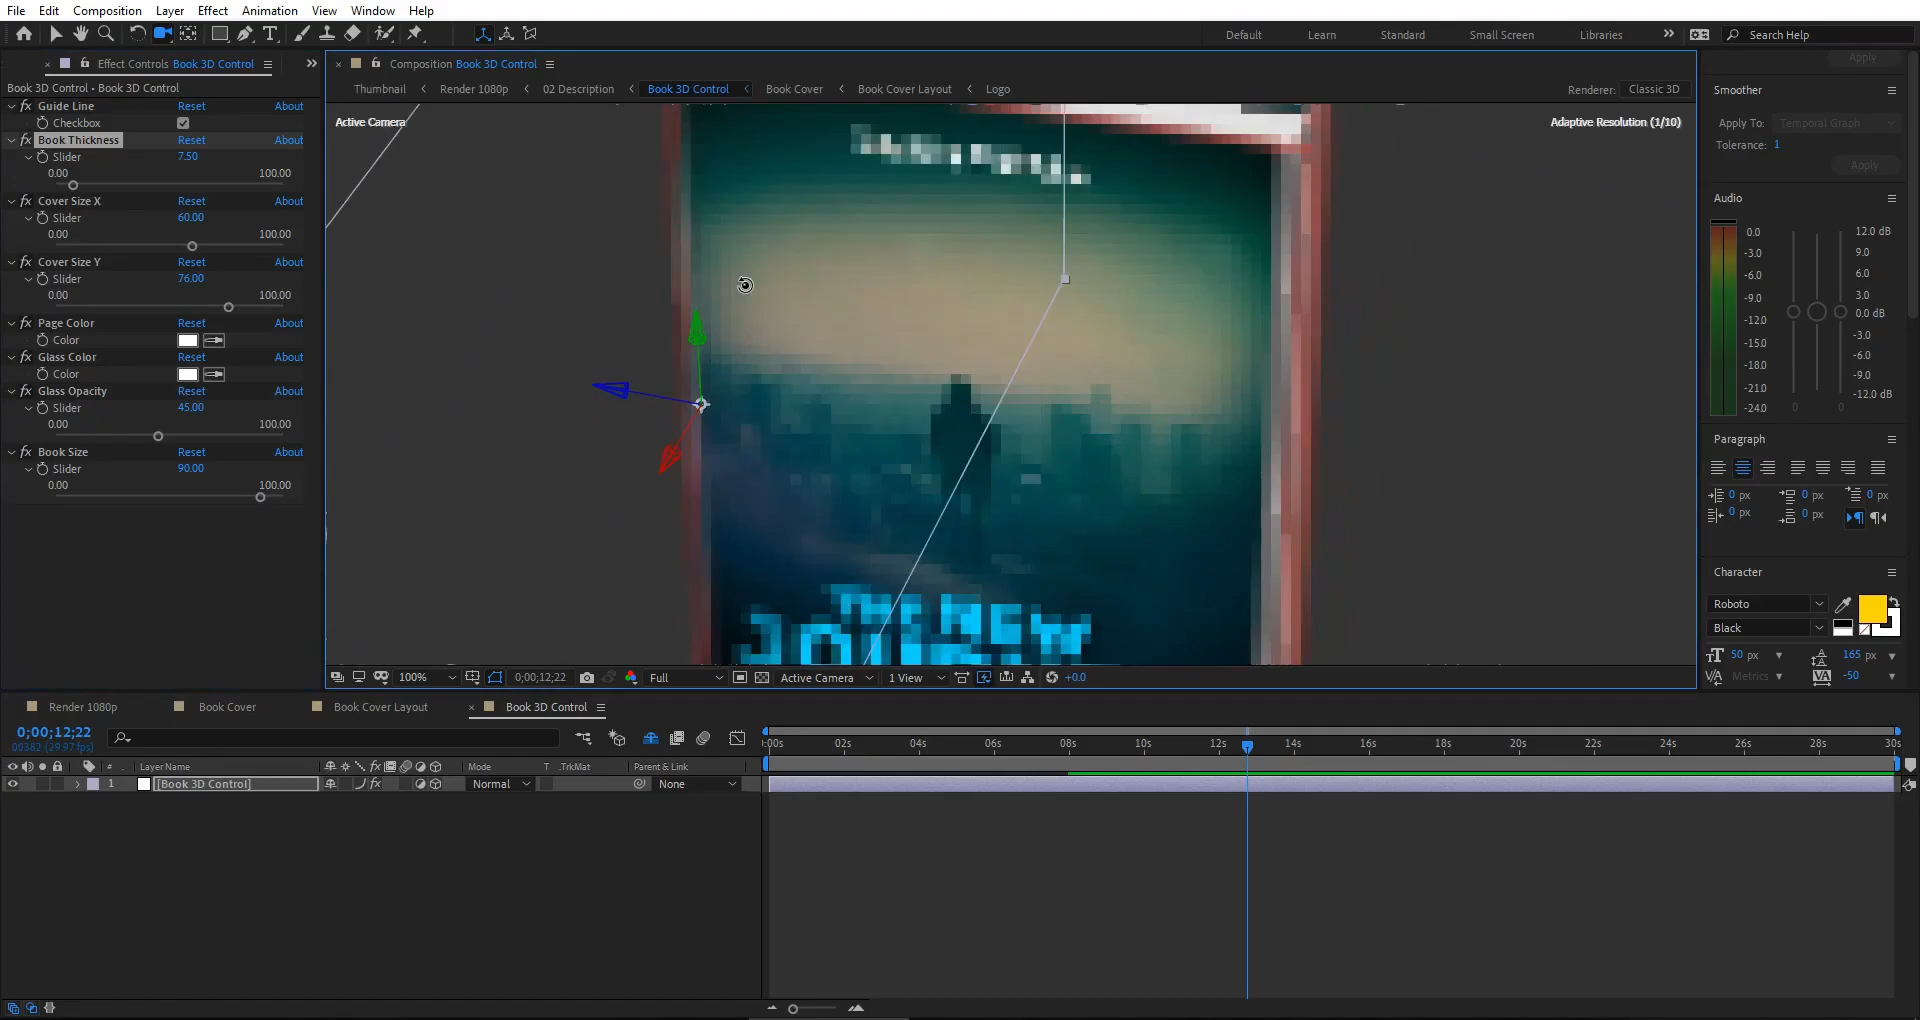 File Edit Composition Layer Effect Animation View Window Help
Default Learn Standard Small Screen Libraries » Search Help
× Effect Controls Book 3D Control ≡ »
Book 3D Control • Book 3D Control
fx Guide Line Reset About
Checkbox
fx Book Thickness Reset About
Slider 7.50
0.00 100.00
fx Cover Size X Reset About
Slider 60.00
0.00 100.00
fx Cover Size Y Reset About
Slider 76.00
0.00 100.00
fx Page Color Reset About
Color
fx Glass Color Reset About
Color
fx Glass Opacity Reset About
Slider 45.00
0.00 100.00
fx Book Size Reset About
Slider 90.00
0.00 100.00
× Composition Book 3D Control ≡
Thumbnail Render 1080p 02 Description Book 3D Control Book Cover Book Cover Layout Logo
Renderer: Classic 3D
Active Camera
Adaptive Resolution (1/10)
100% 0;00;12;22 Full Active Camera 1 View +0.0
Apply
Smoother
Apply To: Temporal Graph
Tolerance: 1
Apply
Audio
0.0
-3.0
-6.0
-9.0
-12.0
-15.0
-18.0
-21.0
-24.0
12.0 dB
9.0
6.0
3.0
0.0 dB
-3.0
-6.0
-9.0
-12.0 dB
0 0
Paragraph
0 px 0 px 0 px
0 px 0 px
Character
Roboto
Black
50 px 165 px
Metrics -50
Render 1080p Book Cover Book Cover Layout × Book 3D Control ≡
0;00;12;22
00382 (29.97 fps)
# Layer Name Mode T .TrkMat Parent & Link
1 [Book 3D Control] fx Normal None
:00s 02s 04s 06s 08s 10s 12s 14s 16s 18s 20s 22s 24s 26s 28s 30s